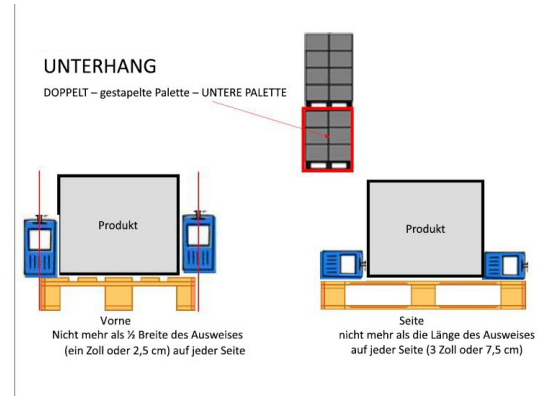 UNTERHANG
DOPPELT – gestapelte Palette – UNTERE PALETTE
Produkt
Produkt
Vorne
Nicht mehr als ½ Breite des Ausweises
(ein Zoll oder 2,5 cm) auf jeder Seite
Seite
nicht mehr als die Länge des Ausweises
auf jeder Seite (3 Zoll oder 7,5 cm)